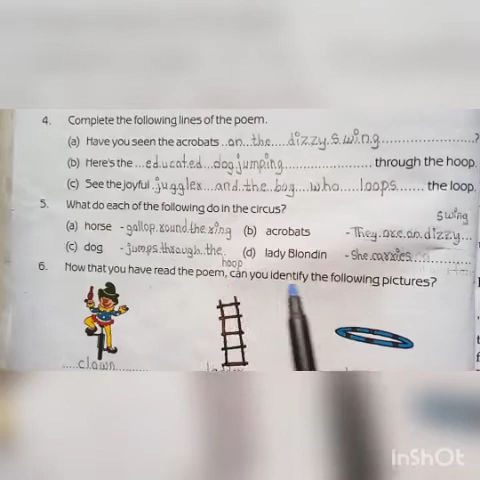 4. Complete the following lines of the poem.
(a) Have you seen the acrobats ..on...the....dizzy.swing......................?
(b) Here's the ...educated...dog.jumping...................... through the hoop.
(c) See the joyful .juggler...and.the..boy....who....loops....... the loop.
5. What do each of the following do in the circus?
swing
(a) horse - gallop.round.the.ring (b) acrobats - They.are.on.dizzy...
(c) dog - jumps.through..the. (d) lady Blondin - She.carries
hoop
6. Now that you have read the poem, can you identify the following pictures?
.....clown..........
InShOt